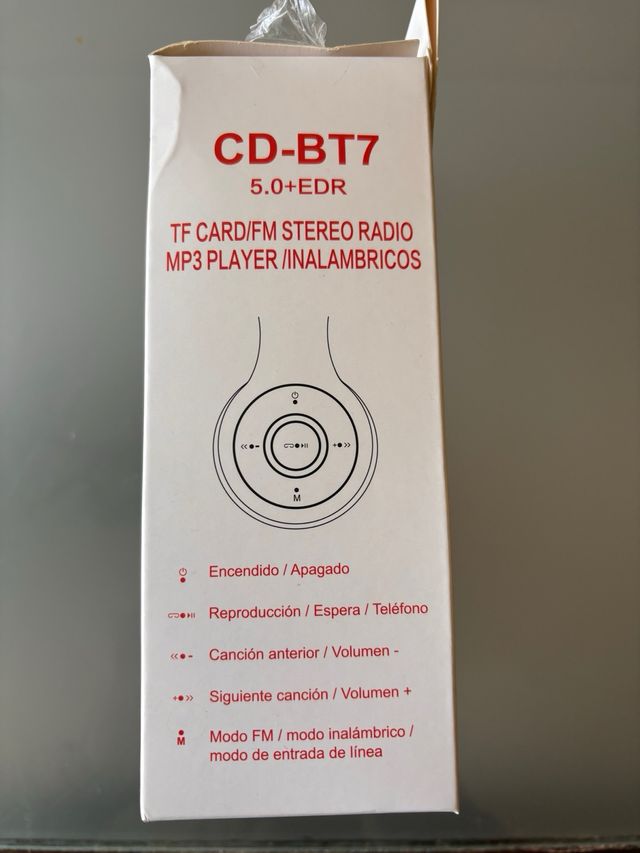 CD-BT7
5.0+EDR
TF CARD/FM STEREO RADIO
MP3 PLAYER /INALAMBRICOS
M
Encendido / Apagado
Reproducción / Espera / Teléfono
Canción anterior / Volumen -
Siguiente canción / Volumen +
M
Modo FM / modo inalámbrico /
modo de entrada de línea